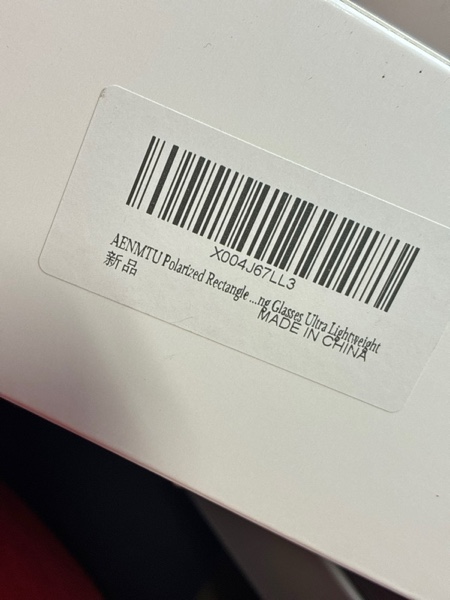 X004J67LL3
AENMTU Polarized Rectangle ...ng Glasses Ultra Lightweight
新品
MADE IN CHINA